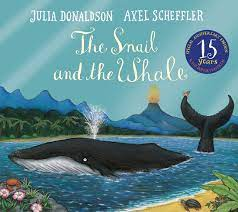 JULIA DONALDSON AXEL SCHEFFLER
The Snail
and the Whale
15
Years